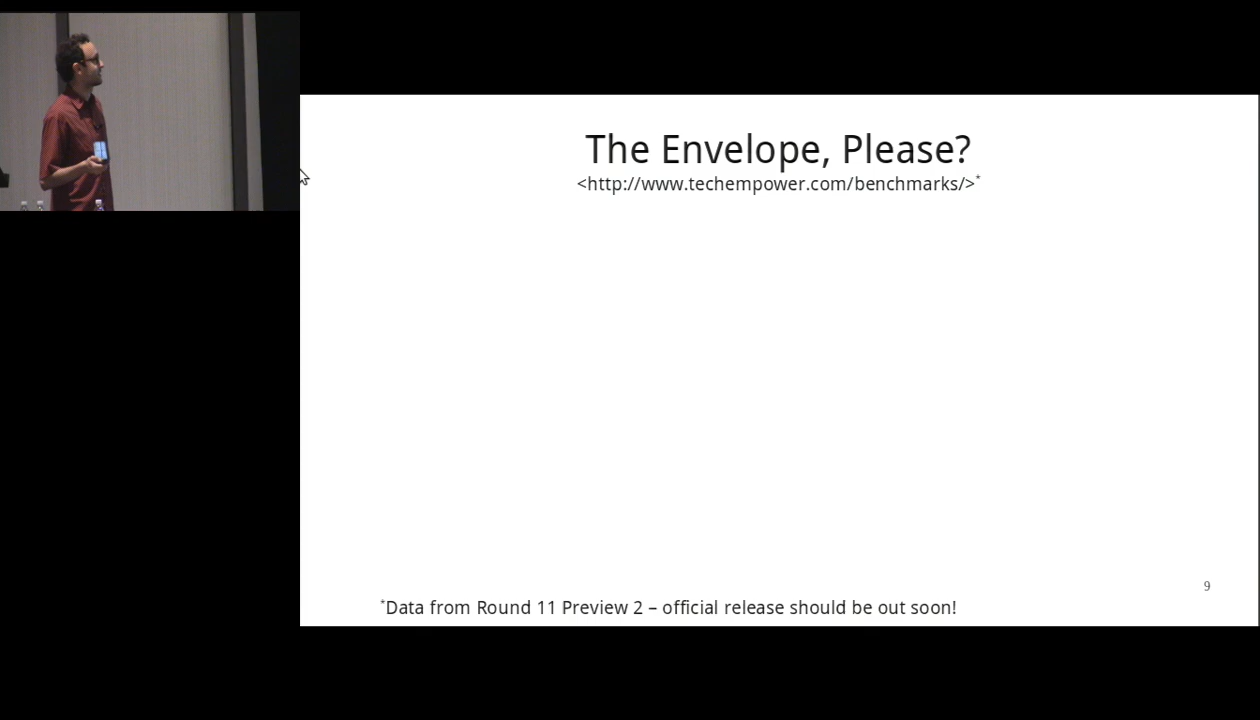 The Envelope, Please?
<http://www.techempower.com/benchmarks/>*
9
*Data from Round 11 Preview 2 – official release should be out soon!